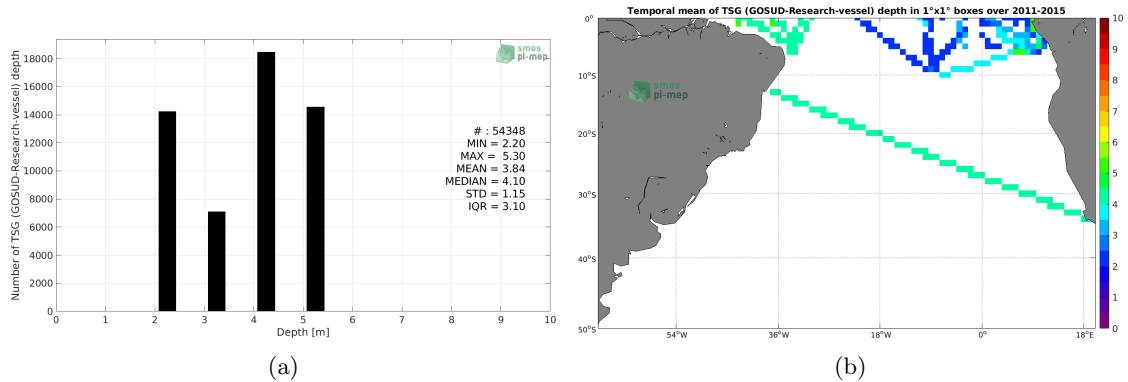 smos
pi-mep
18000
16000
14000
12000
10000
8000
6000
4000
2000
0
Number of TSG (GOSUD-Research-vessel) depth
# : 54348
MIN = 2.20
MAX = 5.30
MEAN = 3.84
MEDIAN = 4.10
STD = 1.15
IQR = 3.10
0 1 2 3 4 5 6 7 8 9 10
Depth [m]
(a)
Temporal mean of TSG (GOSUD-Research-vessel) depth in 1°x1° boxes over 2011-2015
smos
pi-mep
0°
10°S
20°S
30°S
40°S
50°S
54°W 36°W 18°W 0° 18°E
10
9
8
7
6
5
4
3
2
1
0
(b)